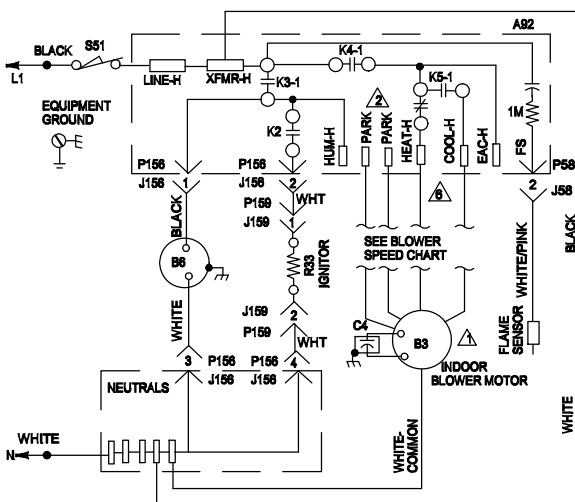 A92
BLACK
S51
L1
LINE-H
XFMR-H
K4-1
K3-1
K5-1
EQUIPMENT
GROUND
K2
HUM-H
2
PARK
PARK
HEAT-H
COOL-H
EAC-H
1M
FS
P156
P156
P58
1
J156
J156
2
6
2
J58
P159
WHT
J159
1
BLACK
SEE BLOWER
SPEED CHART
WHITE/PINK
BLACK
B6
R33
IGNITOR
WHITE
J159
2
P159
WHT
C4
B3
1
INDOOR
BLOWER MOTOR
FLAME
SENSOR
3
P156
P156
4
J156
J156
NEUTRALS
WHITE
N
WHITE-
COMMON
WHITE